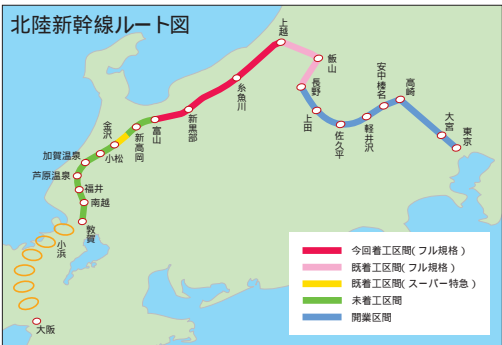 北陸新幹線ルート図
上越
飯山
長野
上田
佐久平
軽井沢
安中榛名
高崎
大宮
東京
糸魚川
新黒部
富山
新高岡
金沢
小松
加賀温泉
芦原温泉
福井
南越
敦賀
小浜
大阪
今回着工区間(フル規格)
既着工区間(フル規格)
既着工区間(スーパー特急)
未着工区間
開業区間